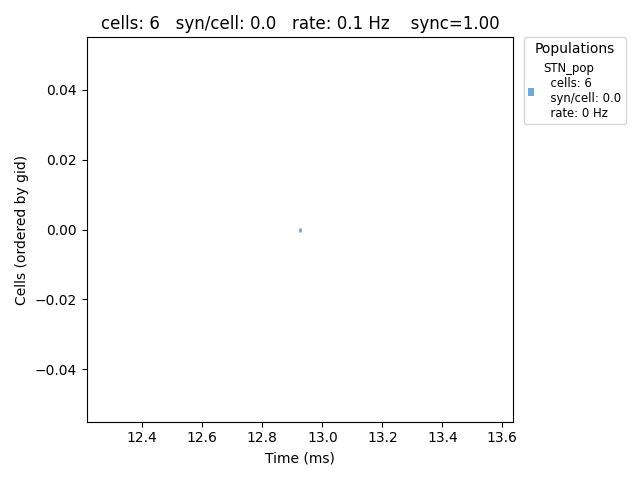 cells: 6   syn/cell: 0.0   rate: 0.1 Hz    sync=1.00
Populations
STN_pop
cells: 6
syn/cell: 0.0
rate: 0 Hz
Cells (ordered by gid)
0.04
0.02
0.00
−0.02
−0.04
12.4 12.6 12.8 13.0 13.2 13.4 13.6
Time (ms)